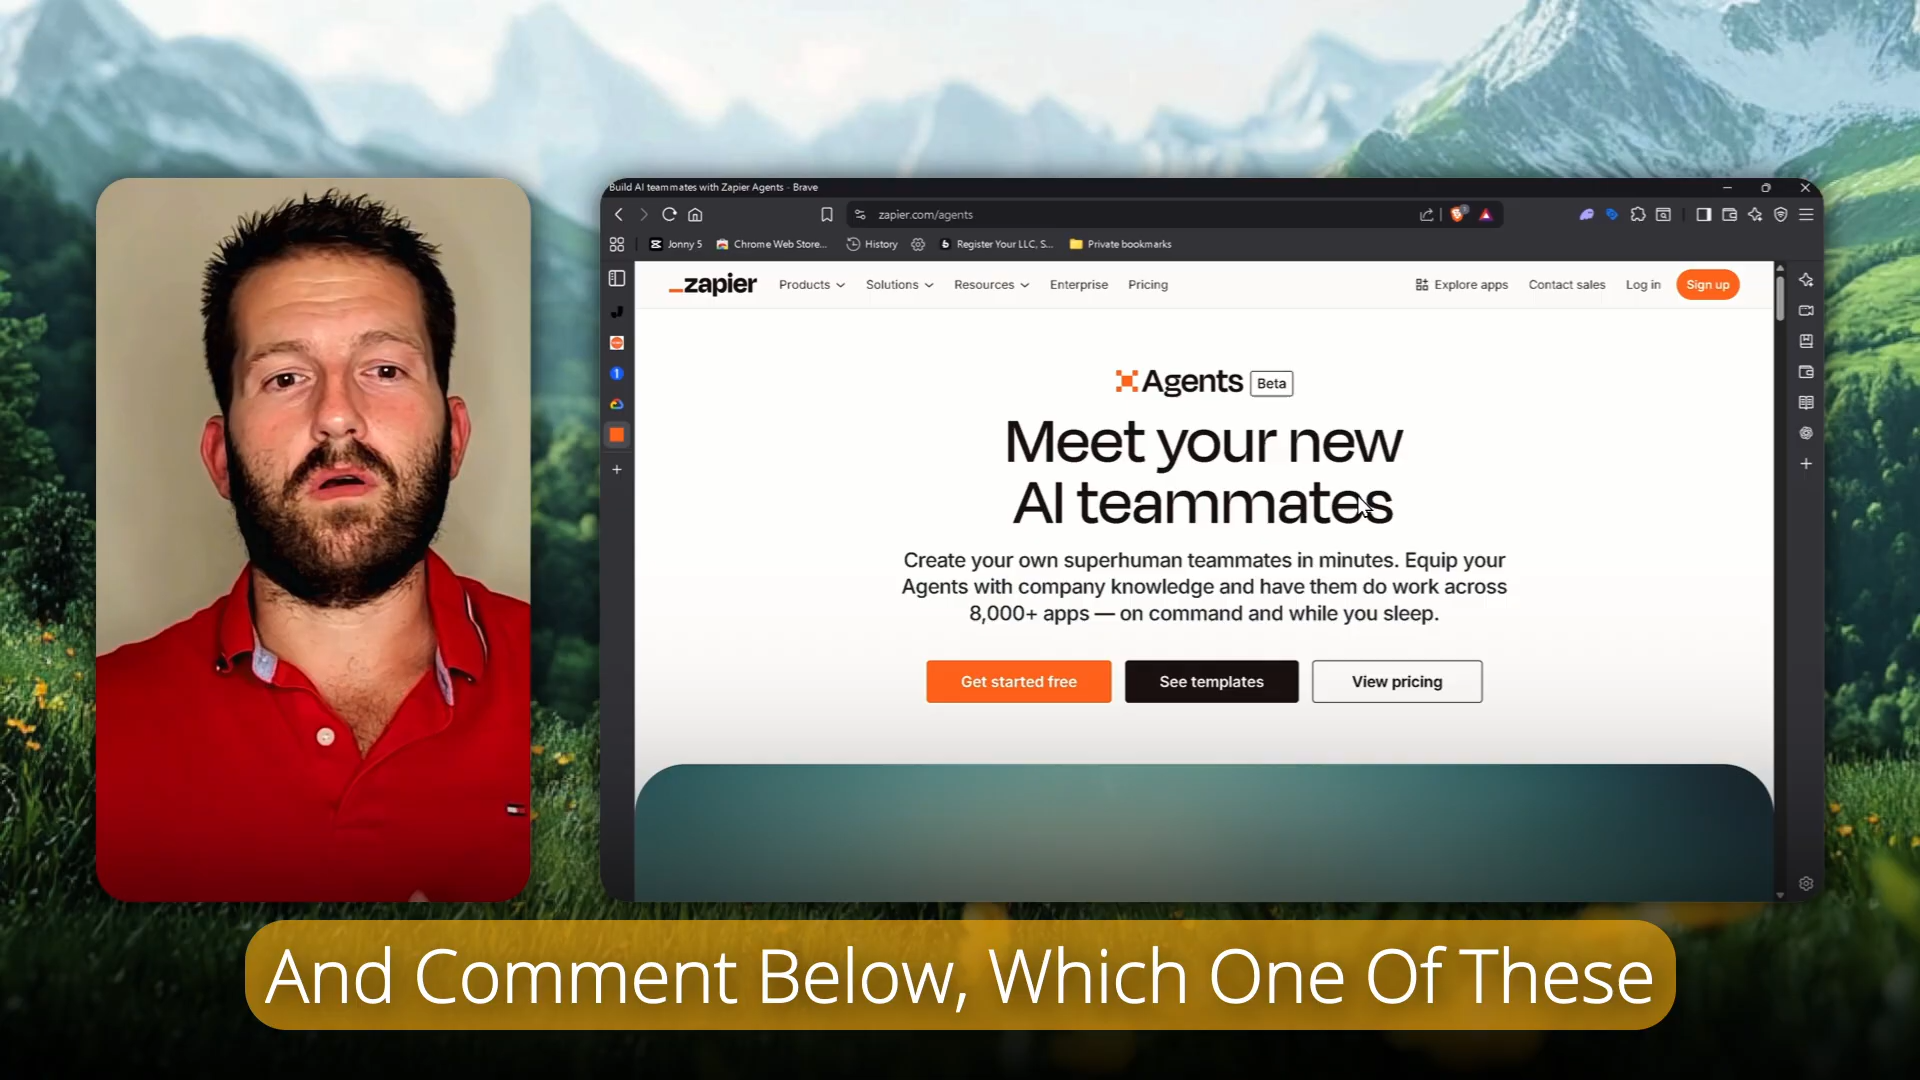 Build AI teammates with Zapier Agents - Brave
zapier.com/agents
Jonny 5
Chrome Web Store...
History
Register Your LLC, S...
Private bookmarks
_zapier
Products
Solutions
Resources
Enterprise
Pricing
Explore apps
Contact sales
Log in
Sign up
Agents Beta
Meet your new
AI teammates
Create your own superhuman teammates in minutes. Equip your
Agents with company knowledge and have them do work across
8,000+ apps — on command and while you sleep.
Get started free
See templates
View pricing
And Comment Below, Which One Of These